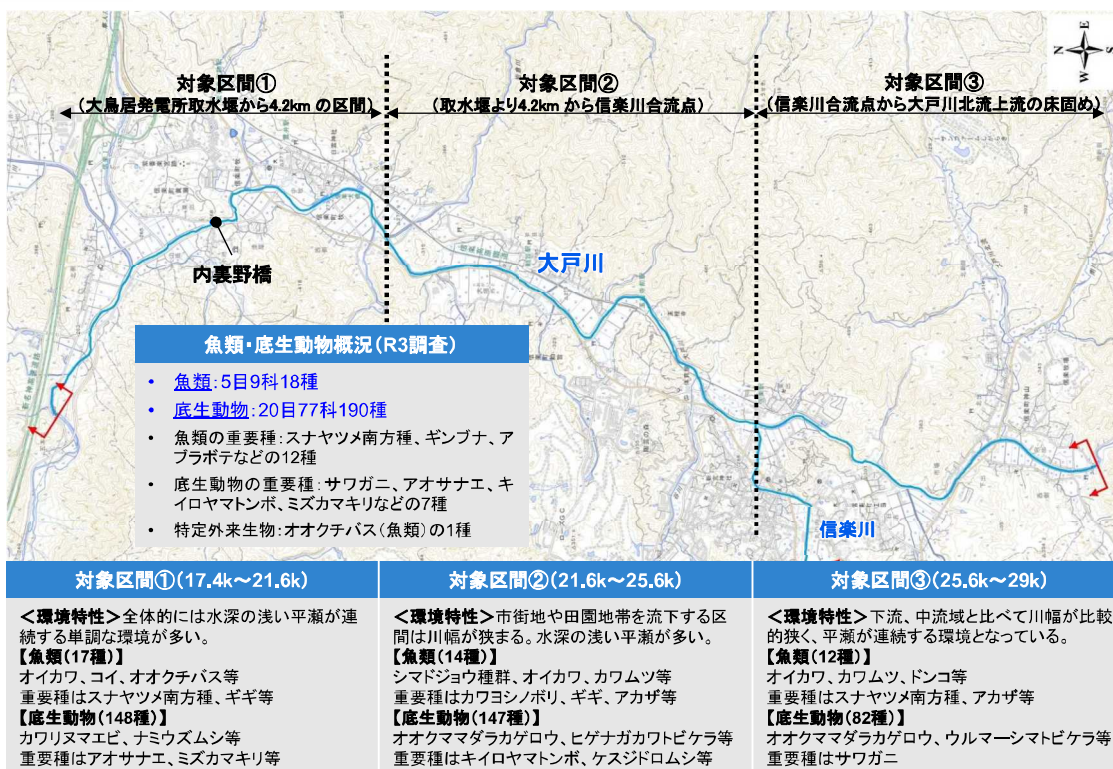 対象区間①
(大鳥居発電所取水堰から4.2km の区間)
対象区間②
(取水堰より4.2km から信楽川合流点)
対象区間③
(信楽川合流点から大戸川北流上流の床固め)
N
E
W
S
内裏野橋
大戸川
信楽川
魚類・底生動物概況(R3調査)
• 魚類:5目9科18種
• 底生動物:20目77科190種
• 魚類の重要種:スナヤツメ南方種、ギンブナ、ア
ブラボテなどの12種
• 底生動物の重要種:サワガニ、アオサナエ、キ
イロヤマトンボ、ミズカマキリなどの7種
• 特定外来生物:オオクチバス(魚類)の1種
対象区間①(17.4k～21.6k)
<環境特性>全体的には水深の浅い平瀬が連
続する単調な環境が多い。
【魚類(17種)】
オイカワ、コイ、オオクチバス等
重要種はスナヤツメ南方種、ギギ等
【底生動物(148種)】
カワリヌマエビ、ナミウズムシ等
重要種はアオサナエ、ミズカマキリ等
対象区間②(21.6k～25.6k)
<環境特性>市街地や田園地帯を流下する区
間は川幅が狭まる。水深の浅い平瀬が多い。
【魚類(14種)】
シマドジョウ種群、オイカワ、カワムツ等
重要種はカワヨシノボリ、ギギ、アカザ等
【底生動物(147種)】
オオクママダラカゲロウ、ヒゲナガカワトビケラ等
重要種はキイロヤマトンボ、ケスジドロムシ等
対象区間③(25.6k～29k)
<環境特性>下流、中流域と比べて川幅が比較
的狭く、平瀬が連続する環境となっている。
【魚類(12種)】
オイカワ、カワムツ、ドンコ等
重要種はスナヤツメ南方種、アカザ等
【底生動物(82種)】
オオクママダラカゲロウ、ウルマーシマトビケラ等
重要種はサワガニ